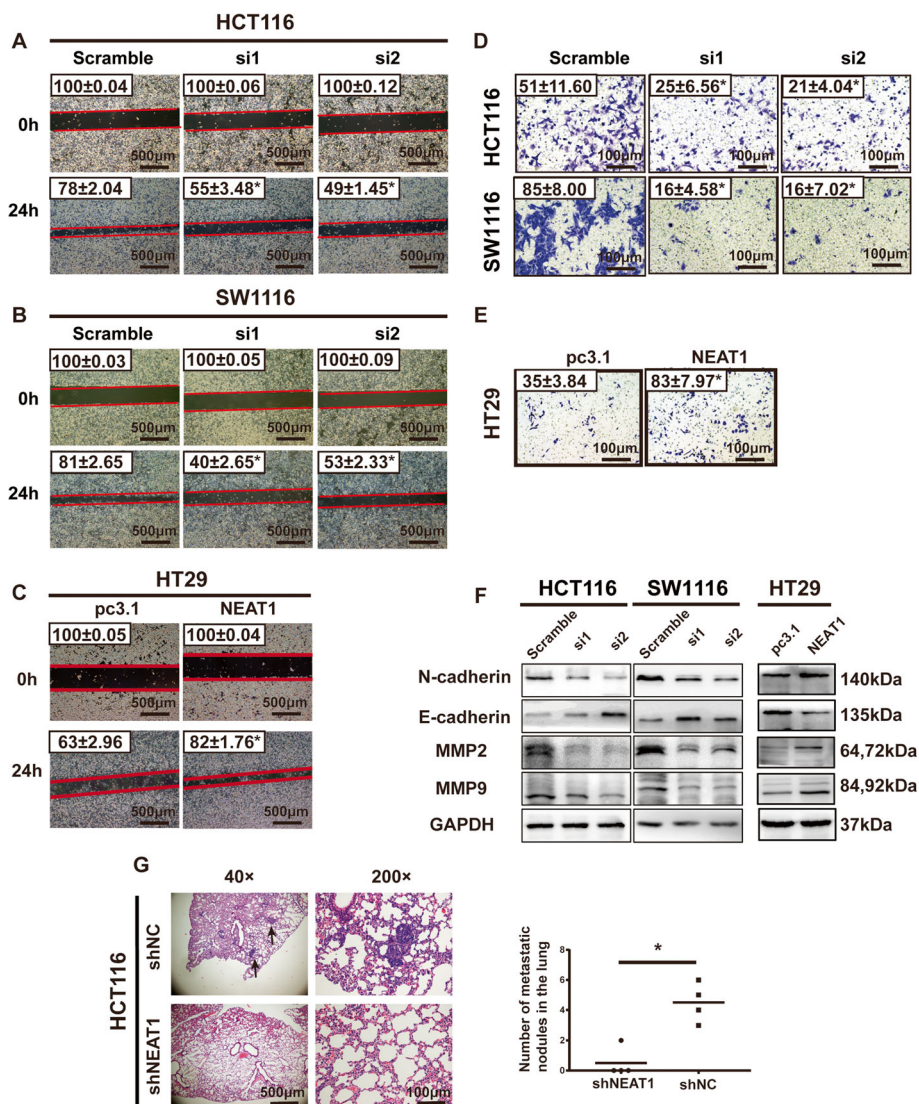 A
HCT116
Scramble si1 si2
0h
100±0.04 100±0.06 100±0.12
500μm 500μm 500μm
24h
78±2.04 55±3.48* 49±1.45*
500μm 500μm 500μm
B
SW1116
Scramble si1 si2
0h
100±0.03 100±0.05 100±0.09
500μm 500μm 500μm
24h
81±2.65 40±2.65* 53±2.33*
500μm 500μm 500μm
C
HT29
pc3.1 NEAT1
0h
100±0.05 100±0.04
500μm 500μm
24h
63±2.96 82±1.76*
500μm 500μm
D
Scramble si1 si2
HCT116
51±11.60 25±6.56* 21±4.04*
100μm 100μm 100μm
SW1116
85±8.00 16±4.58* 16±7.02*
100μm 100μm 100μm
E
pc3.1 NEAT1
HT29
35±3.84 83±7.97*
100μm 100μm
F
HCT116 SW1116 HT29
Scramble si1 si2 Scramble si1 si2 pc3.1 NEAT1
N-cadherin 140kDa
E-cadherin 135kDa
MMP2 64,72kDa
MMP9 84,92kDa
GAPDH 37kDa
G
40× 200×
HCT116
shNC
shNEAT1
500μm 100μm
Number of metastatic
nodules in the lung
8
6
4
2
0
*
shNEAT1 shNC